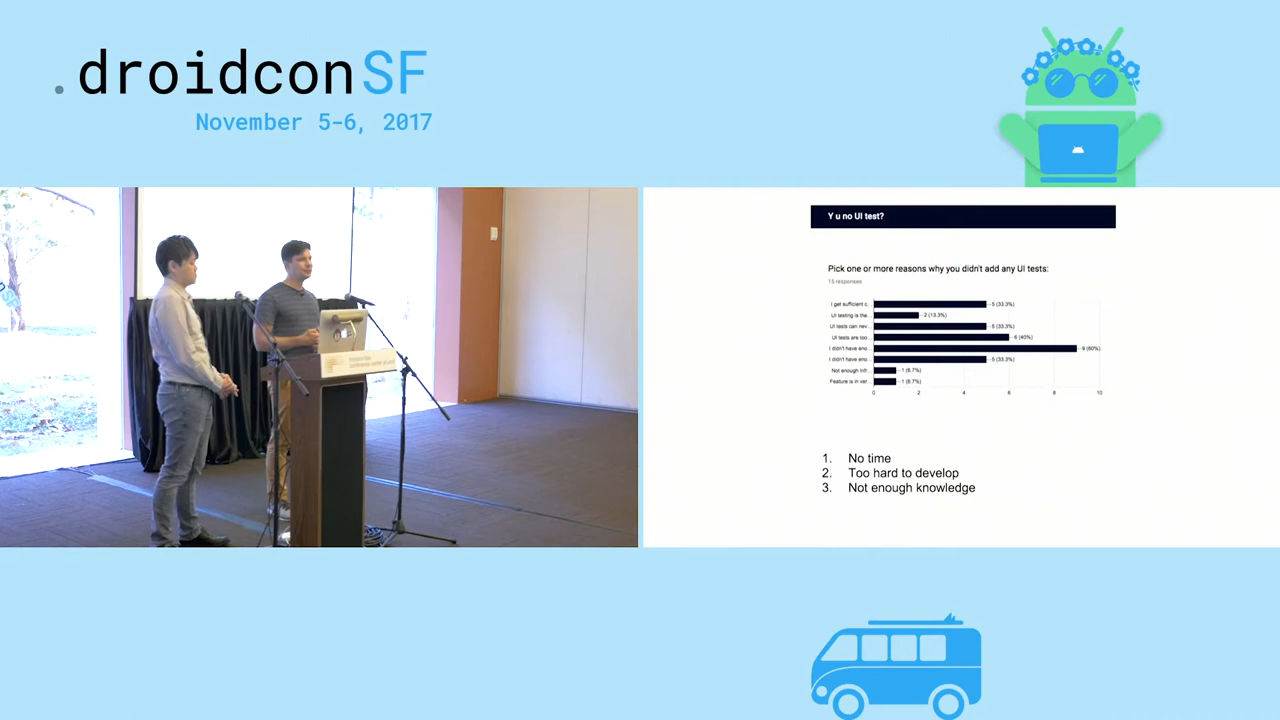 .droidconSF
November 5-6, 2017
Y u no UI test?
Pick one or more reasons why you didn't add any UI tests:
15 responses
I get sufficient c... 5 (33.3%)
UI testing is the... 2 (13.3%)
UI tests can nev... 5 (33.3%)
UI tests are too... 6 (40%)
I didn't have eno... 9 (60%)
I didn't have eno... 5 (33.3%)
Not enough infr... 1 (6.7%)
Feature is in ver... 1 (6.7%)
0 2 4 6 8 10
1. No time
2. Too hard to develop
3. Not enough knowledge